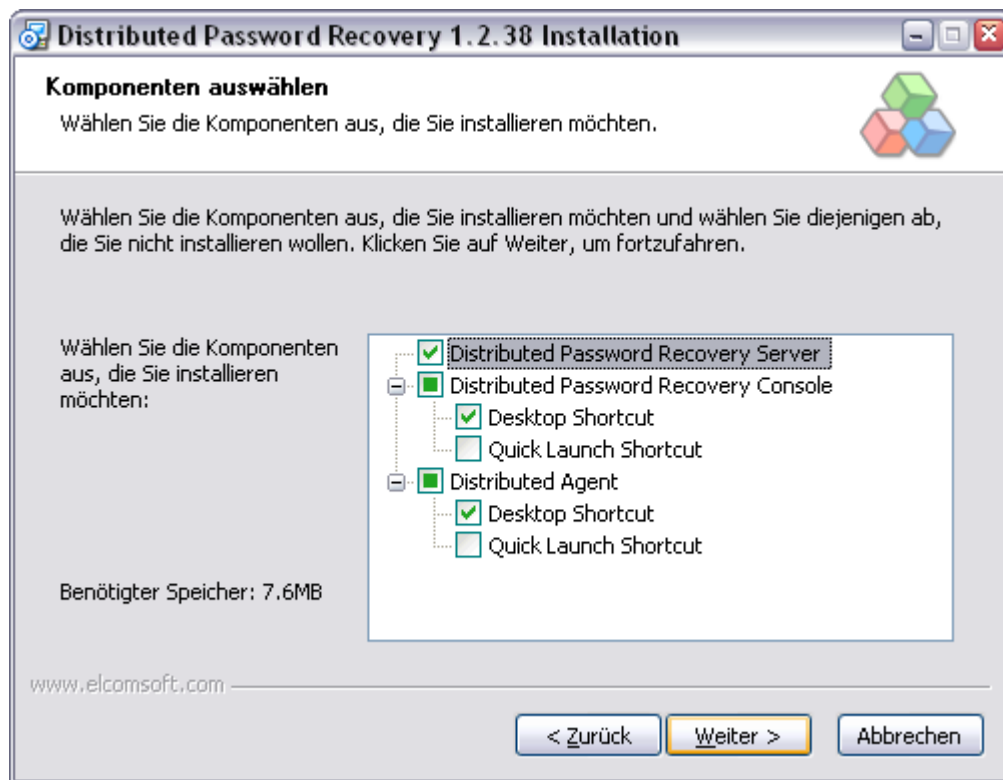 Distributed Password Recovery 1.2.38 Installation
Komponenten auswählen
Wählen Sie die Komponenten aus, die Sie installieren möchten.
Wählen Sie die Komponenten aus, die Sie installieren möchten und wählen Sie diejenigen ab,
die Sie nicht installieren wollen. Klicken Sie auf Weiter, um fortzufahren.
Wählen Sie die Komponenten
aus, die Sie installieren
möchten:
Distributed Password Recovery Server
Distributed Password Recovery Console
Desktop Shortcut
Quick Launch Shortcut
Distributed Agent
Desktop Shortcut
Quick Launch Shortcut
Benötigter Speicher: 7.6MB
www.elcomsoft.com
< Zurück
Weiter >
Abbrechen